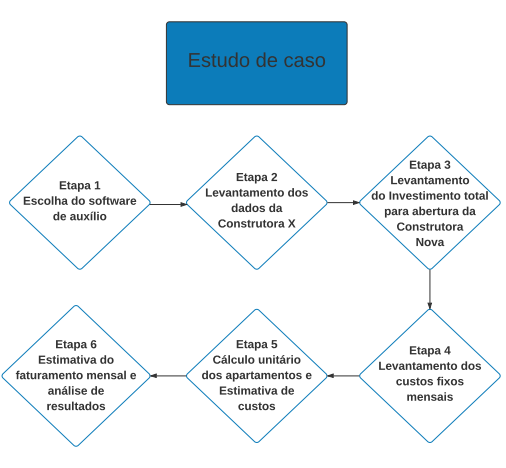 Estudo de caso
Etapa 1
Escolha do software
de auxílio
Etapa 2
Levantamento dos
dados da
Construtora X
Etapa 3
Levantamento
do Investimento total
para abertura da
Construtora
Nova
Etapa 4
Levantamento dos
custos fixos
mensais
Etapa 5
Cálculo unitário
dos apartamentos e
Estimativa de
custos
Etapa 6
Estimativa do
faturamento mensal e
análise de
resultados